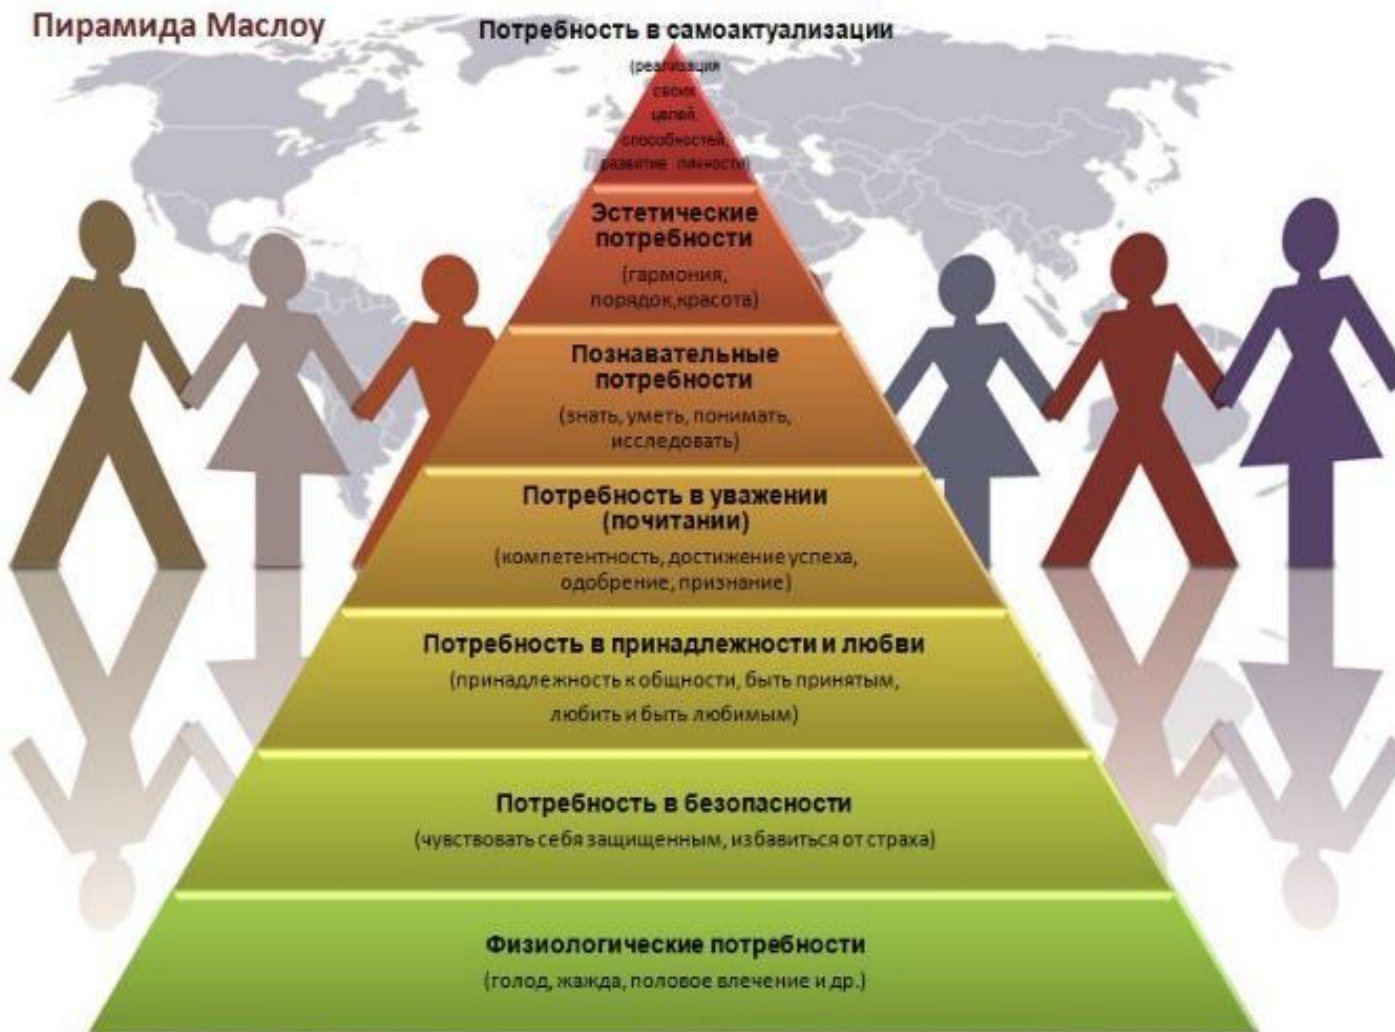 Пирамида Маслоу
Потребность в самоактуализации
(реализация
своих
целей,
способностей,
развитие личности)
Эстетические
потребности
(гармония,
порядок,красота)
Познавательные
потребности
(знать, уметь, понимать,
исследовать)
Потребность в уважении
(почитании)
(компетентность, достижение успеха,
одобрение, признание)
Потребность в принадлежности и любви
(принадлежность к общности, быть принятым,
любить и быть любимым)
Потребность в безопасности
(чувствовать себя защищенным, избавиться от страха)
Физиологические потребности
(голод, жажда, половое влечение и др.)